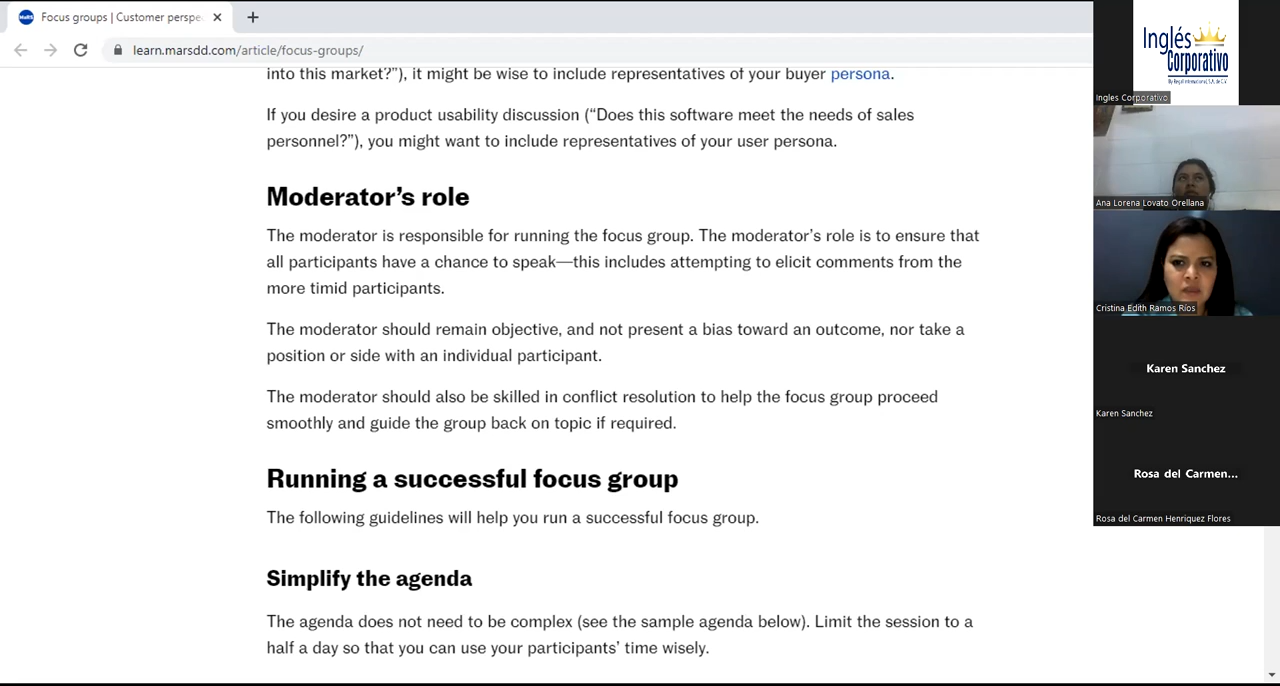 Focus groups | Customer perspe
learn.marsdd.com/article/focus-groups/
into this market?”), it might be wise to include representatives of your buyer persona.
If you desire a product usability discussion (“Does this software meet the needs of sales
personnel?”), you might want to include representatives of your user persona.
Moderator’s role
The moderator is responsible for running the focus group. The moderator’s role is to ensure that
all participants have a chance to speak—this includes attempting to elicit comments from the
more timid participants.
The moderator should remain objective, and not present a bias toward an outcome, nor take a
position or side with an individual participant.
The moderator should also be skilled in conflict resolution to help the focus group proceed
smoothly and guide the group back on topic if required.
Running a successful focus group
The following guidelines will help you run a successful focus group.
Simplify the agenda
The agenda does not need to be complex (see the sample agenda below). Limit the session to a
half a day so that you can use your participants’ time wisely.
Inglés
Corporativo
Ingles Corporativo
Ana Lorena Lovato Orellana
Cristina Edith Ramos Ríos
Karen Sanchez
Karen Sanchez
Rosa del Carmen...
Rosa del Carmen Henriquez Flores